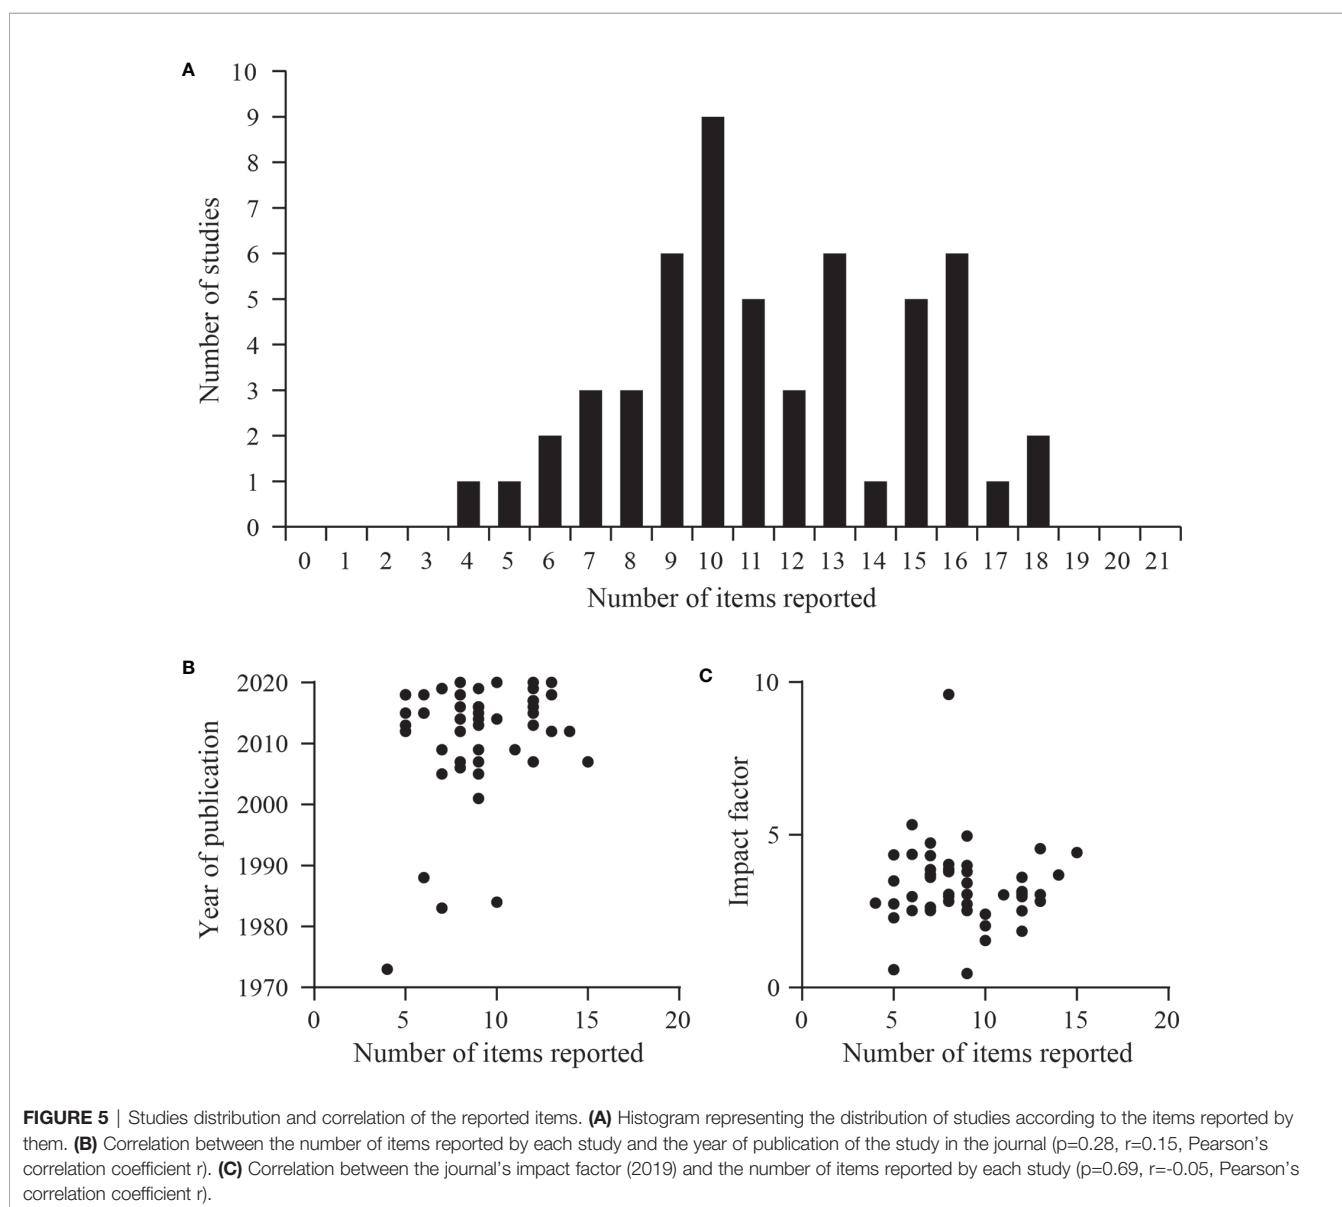 A
10
9
8
7
6
5
4
3
2
1
0
Number of studies
0 1 2 3 4 5 6 7 8 9 10 11 12 13 14 15 16 17 18 19 20 21
Number of items reported
B
2020
2010
2000
1990
1980
1970
Year of publication
0 5 10 15 20
Number of items reported
C
10
5
0
Impact factor
0 5 10 15 20
Number of items reported
FIGURE 5 | Studies distribution and correlation of the reported items. (A) Histogram representing the distribution of studies according to the items reported by
them. (B) Correlation between the number of items reported by each study and the year of publication of the study in the journal (p=0.28, r=0.15, Pearson’s
correlation coefficient r). (C) Correlation between the journal’s impact factor (2019) and the number of items reported by each study (p=0.69, r=-0.05, Pearson’s
correlation coefficient r).